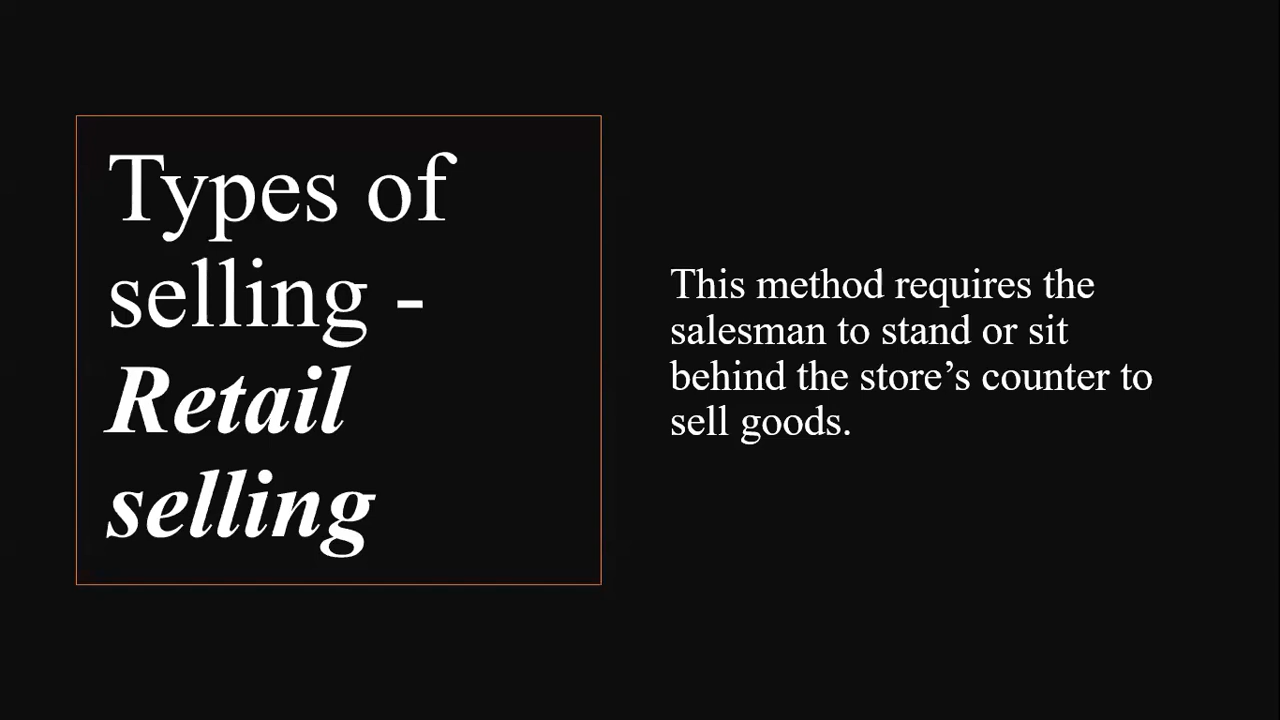 Types of
selling -
Retail
selling
This method requires the
salesman to stand or sit
behind the store’s counter to
sell goods.